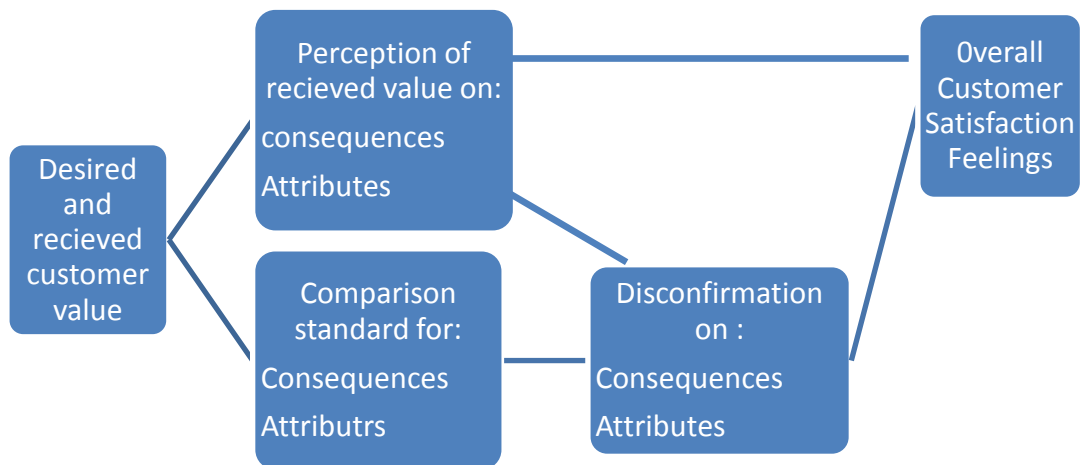 Desired
and
recieved
customer
value
Perception of
recieved value on:
consequences
Attributes
Comparison
standard for:
Consequences
Attributrs
Disconfirmation
on :
Consequences
Attributes
0verall
Customer
Satisfaction
Feelings